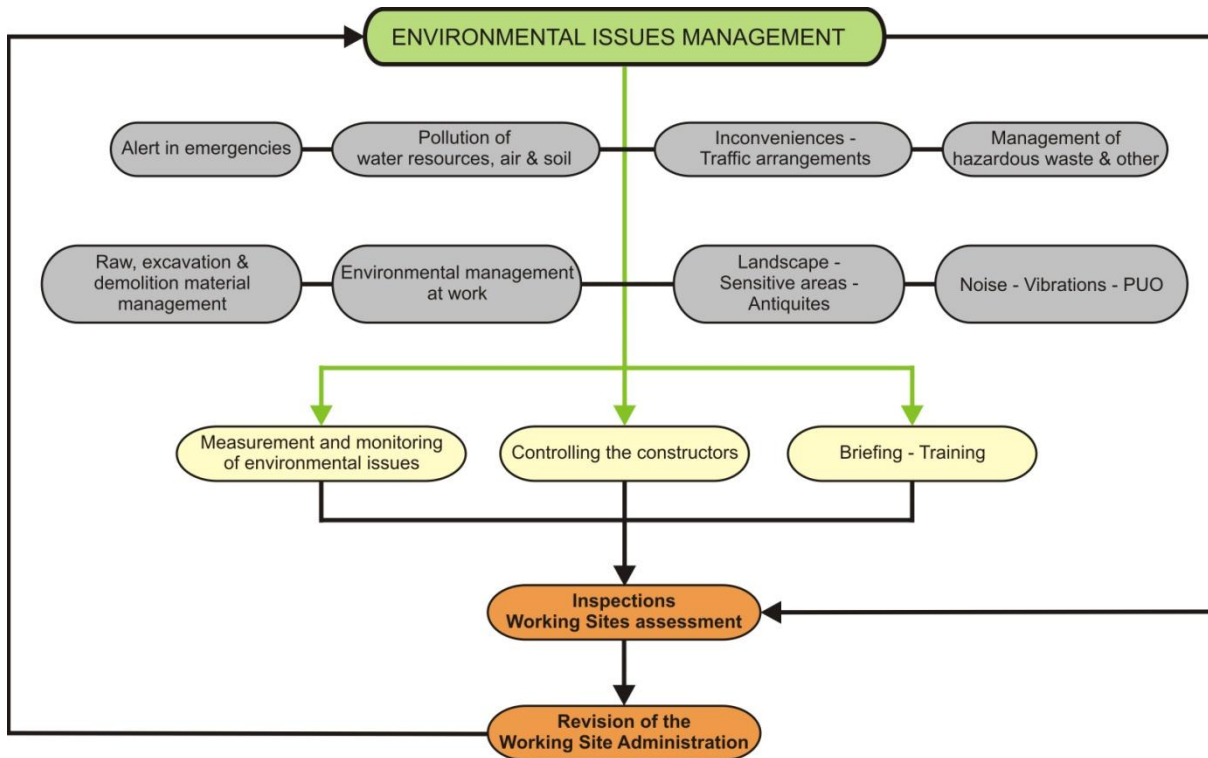 ENVIRONMENTAL ISSUES MANAGEMENT
Alert in emergencies
Pollution of
water resources, air & soil
Inconveniences -
Traffic arrangements
Management of
hazardous waste & other
Raw, excavation &
demolition material
management
Environmental management
at work
Landscape -
Sensitive areas -
Antiquites
Noise - Vibrations - PUO
Measurement and monitoring
of environmental issues
Controlling the constructors
Briefing - Training
Inspections
Working Sites assessment
Revision of the
Working Site Administration